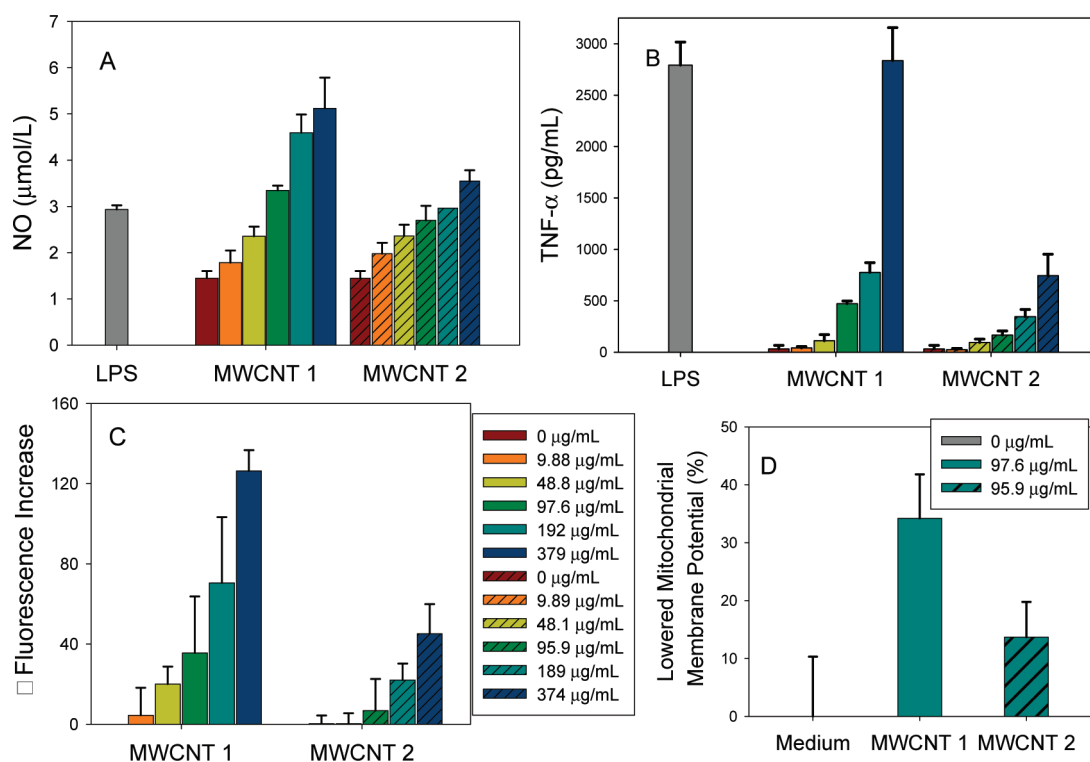 A
NO (μmol/L)
7
6
5
4
3
2
1
0
LPS
MWCNT 1
MWCNT 2
B
TNF-α (pg/mL)
3000
2500
2000
1500
9000
500
0
LPS
MWCNT 1
MWCNT 2
C
□ Fluorescence Increase
160
120
80
40
0
MWCNT 1
MWCNT 2
0 μg/mL
9.88 μg/mL
48.8 μg/mL
97.6 μg/mL
192 μg/mL
379 μg/mL
0 μg/mL
9.89 μg/mL
48.1 μg/mL
95.9 μg/mL
189 μg/mL
374 μg/mL
D
Lowered Mitochondrial
Membrane Potential (%)
50
40
30
20
10
0
0 μg/mL
97.6 μg/mL
95.9 μg/mL
Medium
MWCNT 1
MWCNT 2